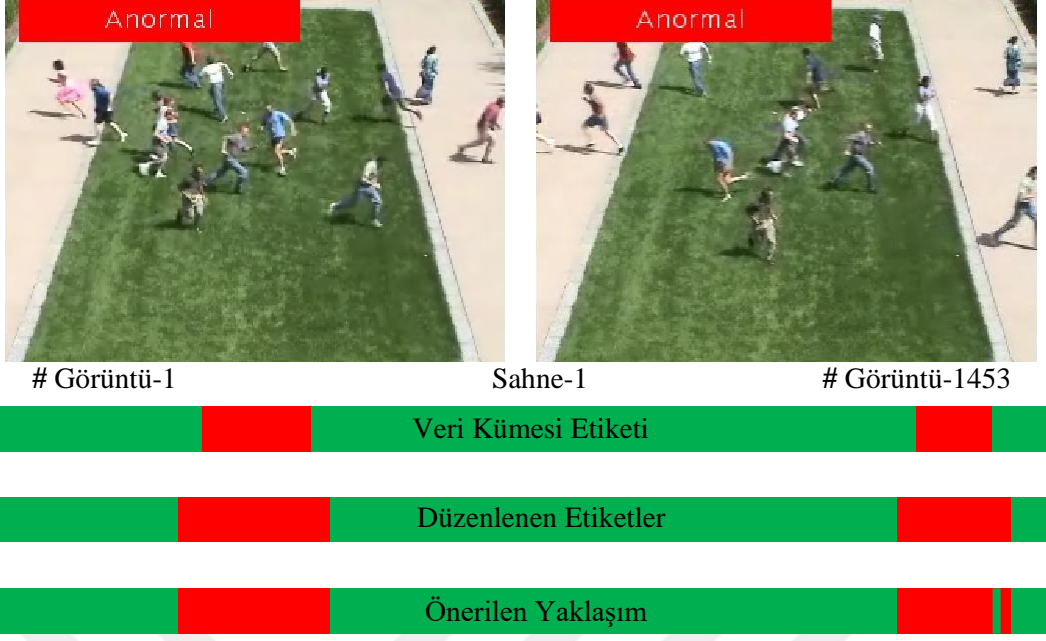 Anormal
Anormal
# Görüntü-1
Sahne-1
# Görüntü-1453
Veri Kümesi Etiketi
Düzenlenen Etiketler
Önerilen Yaklaşım